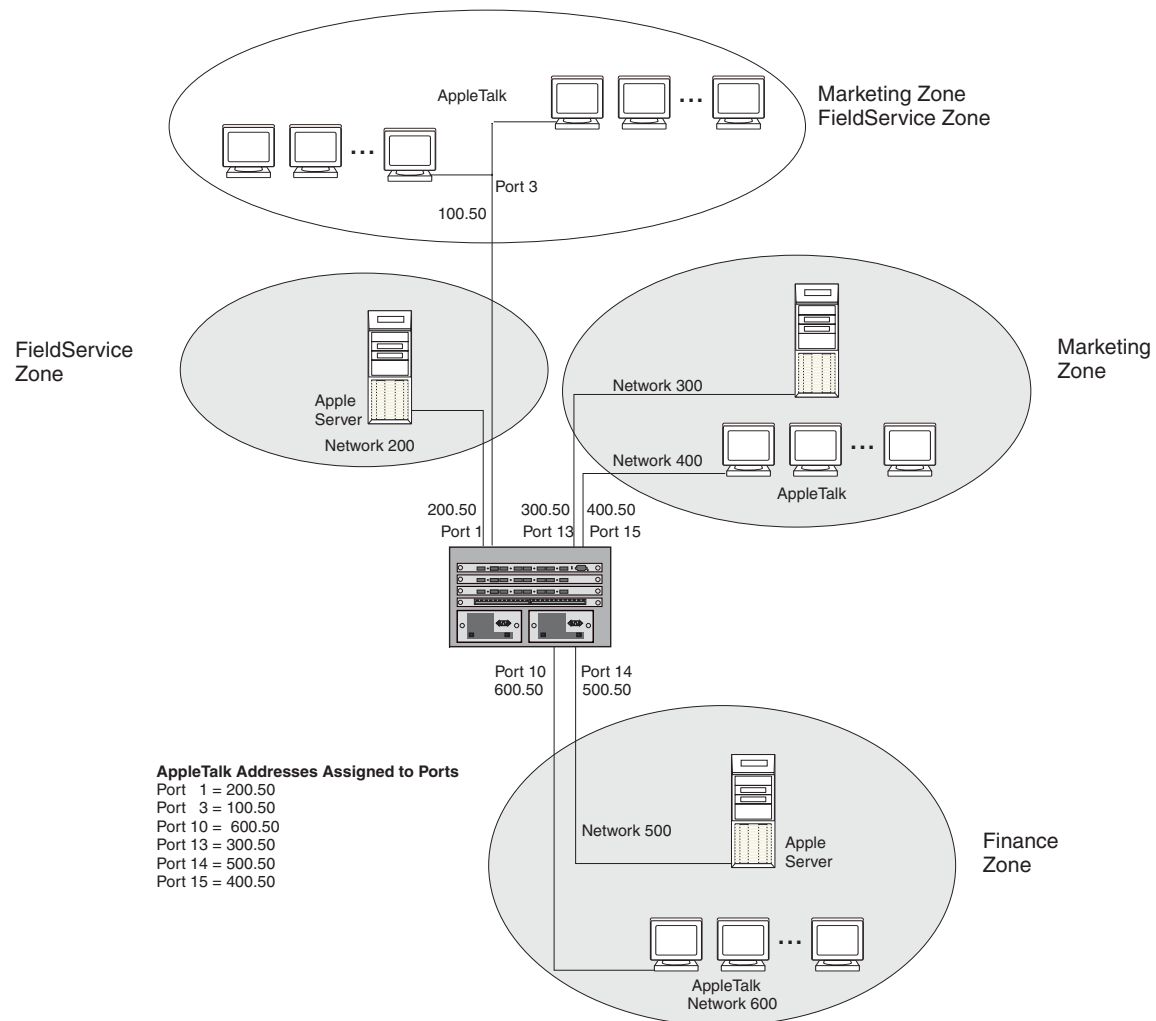 AppleTalk
Marketing Zone
FieldService Zone
Port 3
100.50
FieldService
Zone
Apple
Server
Network 200
Network 300
Network 400
AppleTalk
Marketing
Zone
200.50
Port 1
300.50
Port 13
400.50
Port 15
Port 10
600.50
Port 14
500.50
AppleTalk Addresses Assigned to Ports
Port 1 = 200.50
Port 3 = 100.50
Port 10 = 600.50
Port 13 = 300.50
Port 14 = 500.50
Port 15 = 400.50
Network 500
Apple
Server
Finance
Zone
AppleTalk
Network 600